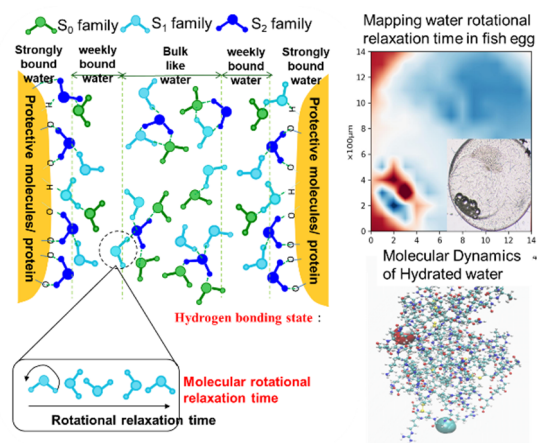 S0 family
S1 family
S2 family
Strongly
bound
water
weekly
bound
water
Bulk
like
water
weekly
bound
water
Strongly
bound
water
Protective molecules/ protein
Protective molecules/ protein
H
O
H
O
H
O
Hydrogen bonding state :
Molecular rotational
relaxation time
Rotational relaxation time
Mapping water rotational
relaxation time in fish egg
14
12
10
8
6
4
2
0
×100μm
0 2 4 6 8 10 12 14
Molecular Dynamics
of Hydrated water